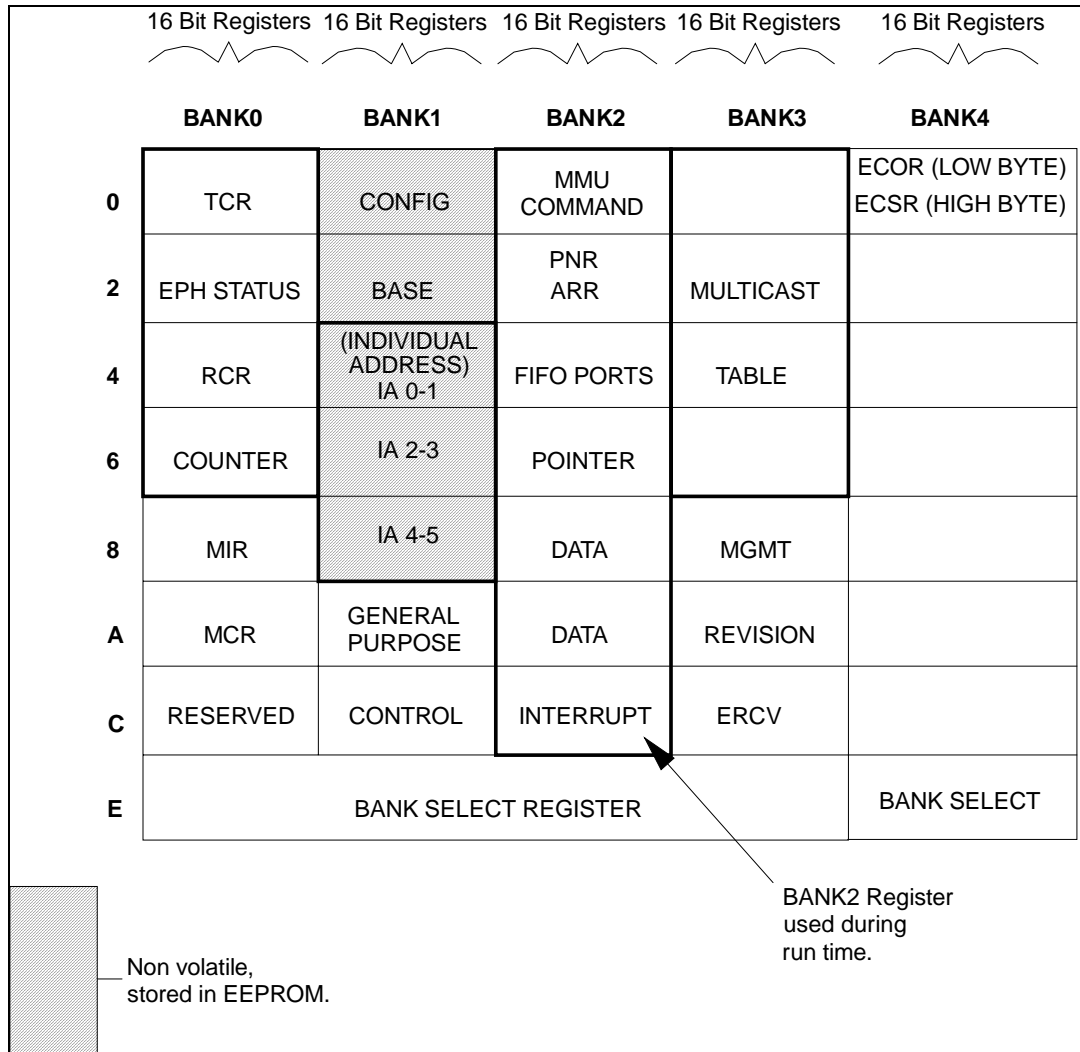 16 Bit Registers 16 Bit Registers 16 Bit Registers 16 Bit Registers 16 Bit Registers
BANK0 BANK1 BANK2 BANK3 BANK4
0 TCR CONFIG MMU COMMAND ECOR (LOW BYTE) ECSR (HIGH BYTE)
2 EPH STATUS BASE PNR ARR MULTICAST
4 RCR (INDIVIDUAL ADDRESS) IA 0-1 FIFO PORTS TABLE
6 COUNTER IA 2-3 POINTER
8 MIR IA 4-5 DATA MGMT
A MCR GENERAL PURPOSE DATA REVISION
C RESERVED CONTROL INTERRUPT ERCV
E BANK SELECT REGISTER BANK SELECT
BANK2 Register
used during
run time.
Non volatile,
stored in EEPROM.